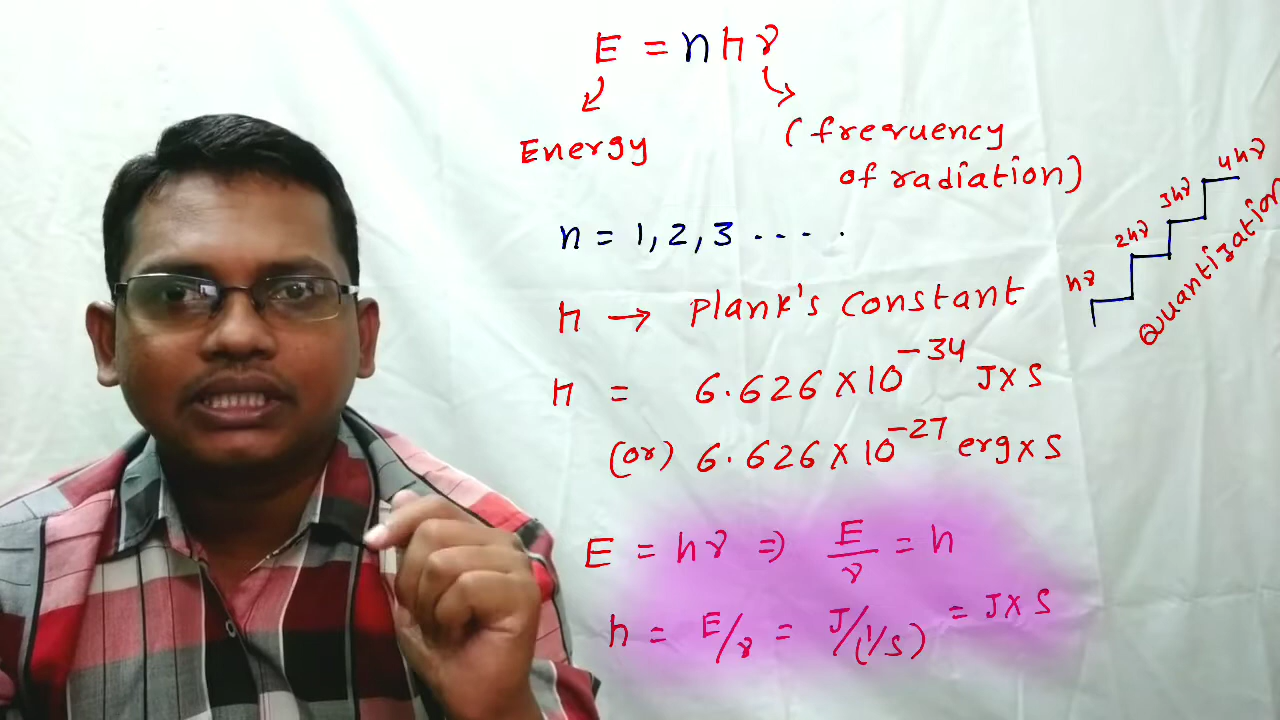 E = nhν
Energy
(frequency
of radiation)
n = 1, 2, 3 .... .
h → Plank's constant
h = 6.626 × 10⁻³⁴ J × S
(or) 6.626 × 10⁻²⁷ erg × S
E = hν ⇒ E/ν = h
h = E/ν = J/(1/S) = J × S
hν
2hν
3hν
4hν
Quantization